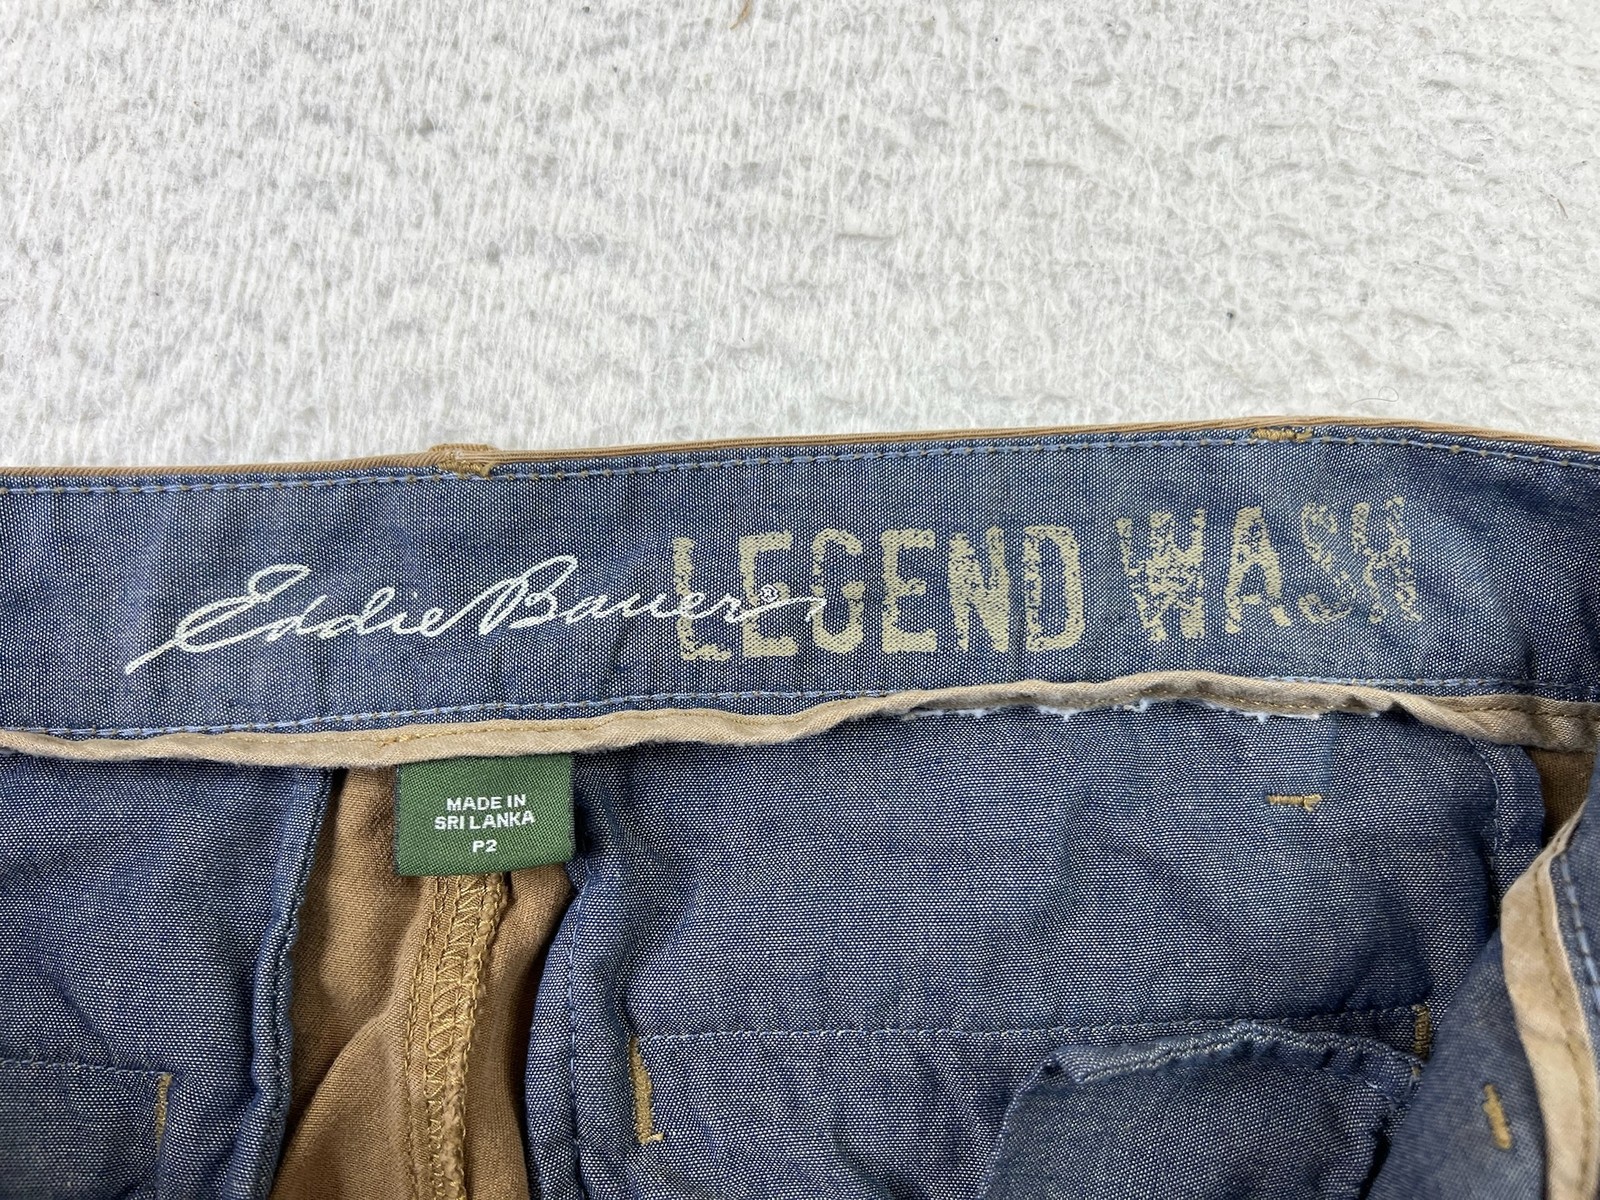 Eddie Bauer® LEGEND WASH
MADE IN
SRI LANKA
P2